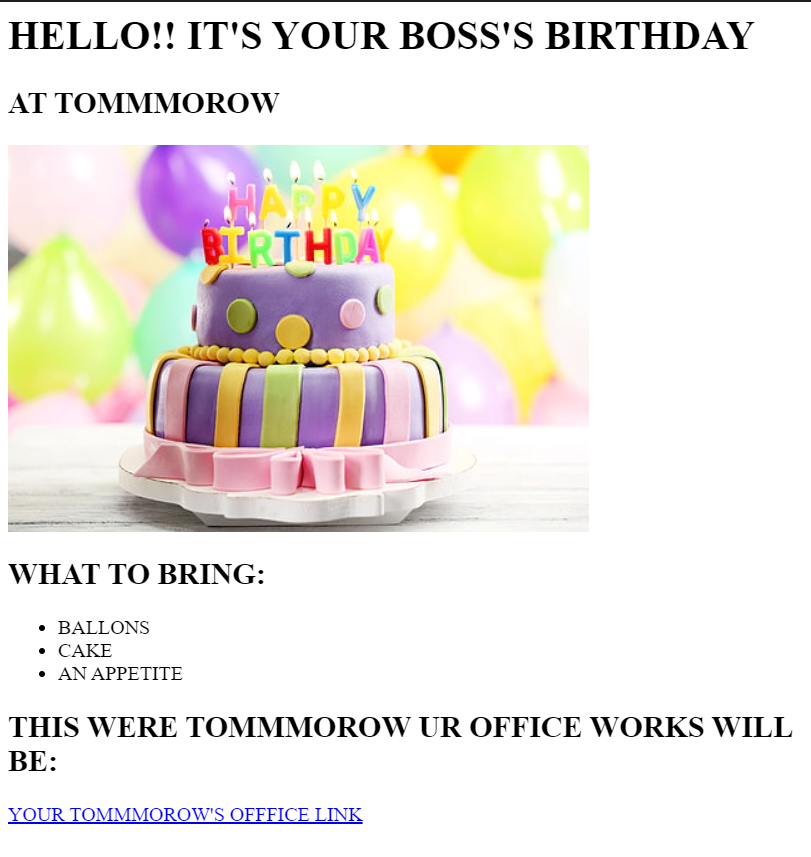 HELLO!! IT'S YOUR BOSS'S BIRTHDAY
AT TOMMMOROW
HAPPY
BIRTHDAY
WHAT TO BRING:
BALLONS
CAKE
AN APPETITE
THIS WERE TOMMMOROW UR OFFICE WORKS WILL
BE:
YOUR TOMMMOROW'S OFFFICE LINK